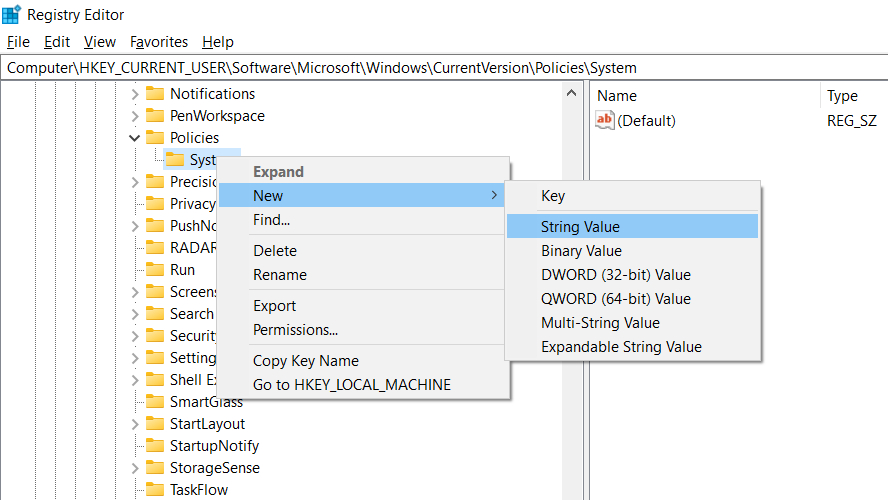 Registry Editor
File Edit View Favorites Help
Computer\HKEY_CURRENT_USER\Software\Microsoft\Windows\CurrentVersion\Policies\System
Notifications
PenWorkspace
Policies
Syst
Precisic
Privacy
PushNo
RADAR
Run
Screens
Search
Security
Setting
Shell Ex
SmartGlass
StartLayout
StartupNotify
StorageSense
TaskFlow
Expand
New
Find...
Delete
Rename
Export
Permissions...
Copy Key Name
Go to HKEY_LOCAL_MACHINE
Key
String Value
Binary Value
DWORD (32-bit) Value
QWORD (64-bit) Value
Multi-String Value
Expandable String Value
Name Type
ab (Default) REG_SZ